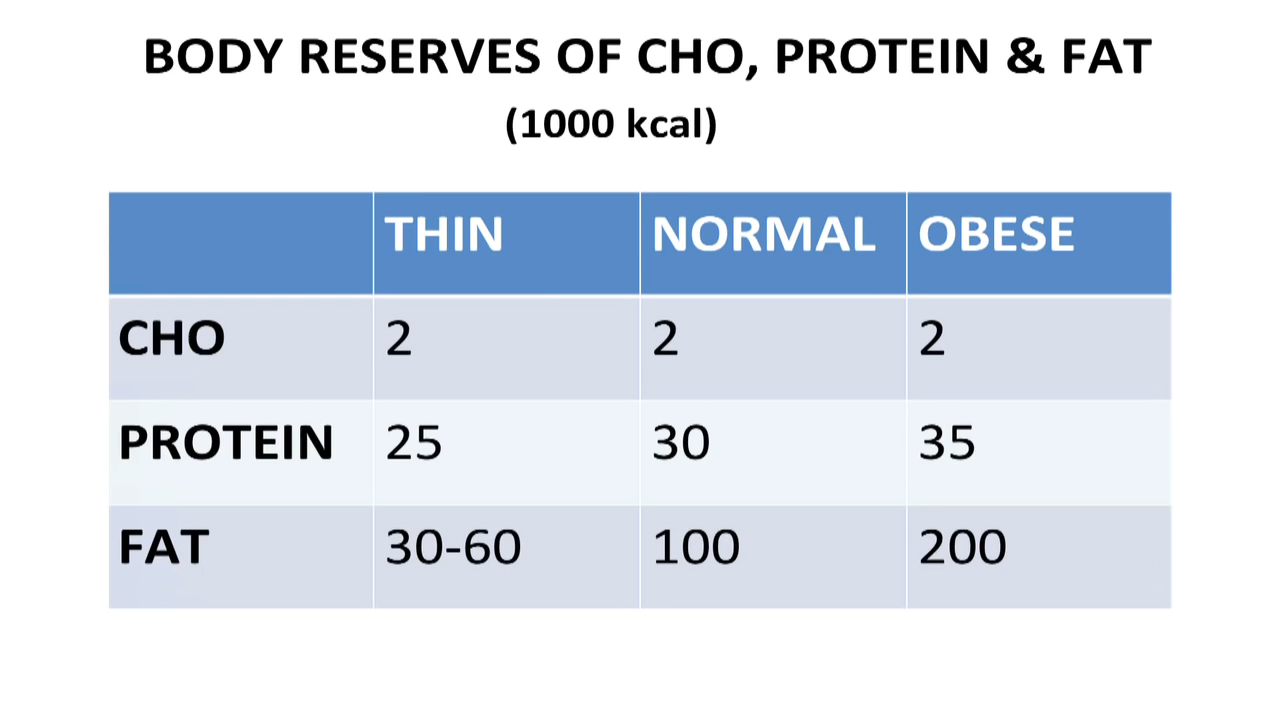 BODY RESERVES OF CHO, PROTEIN & FAT
(1000 kcal)
THIN NORMAL OBESE
CHO 2 2 2
PROTEIN 25 30 35
FAT 30-60 100 200